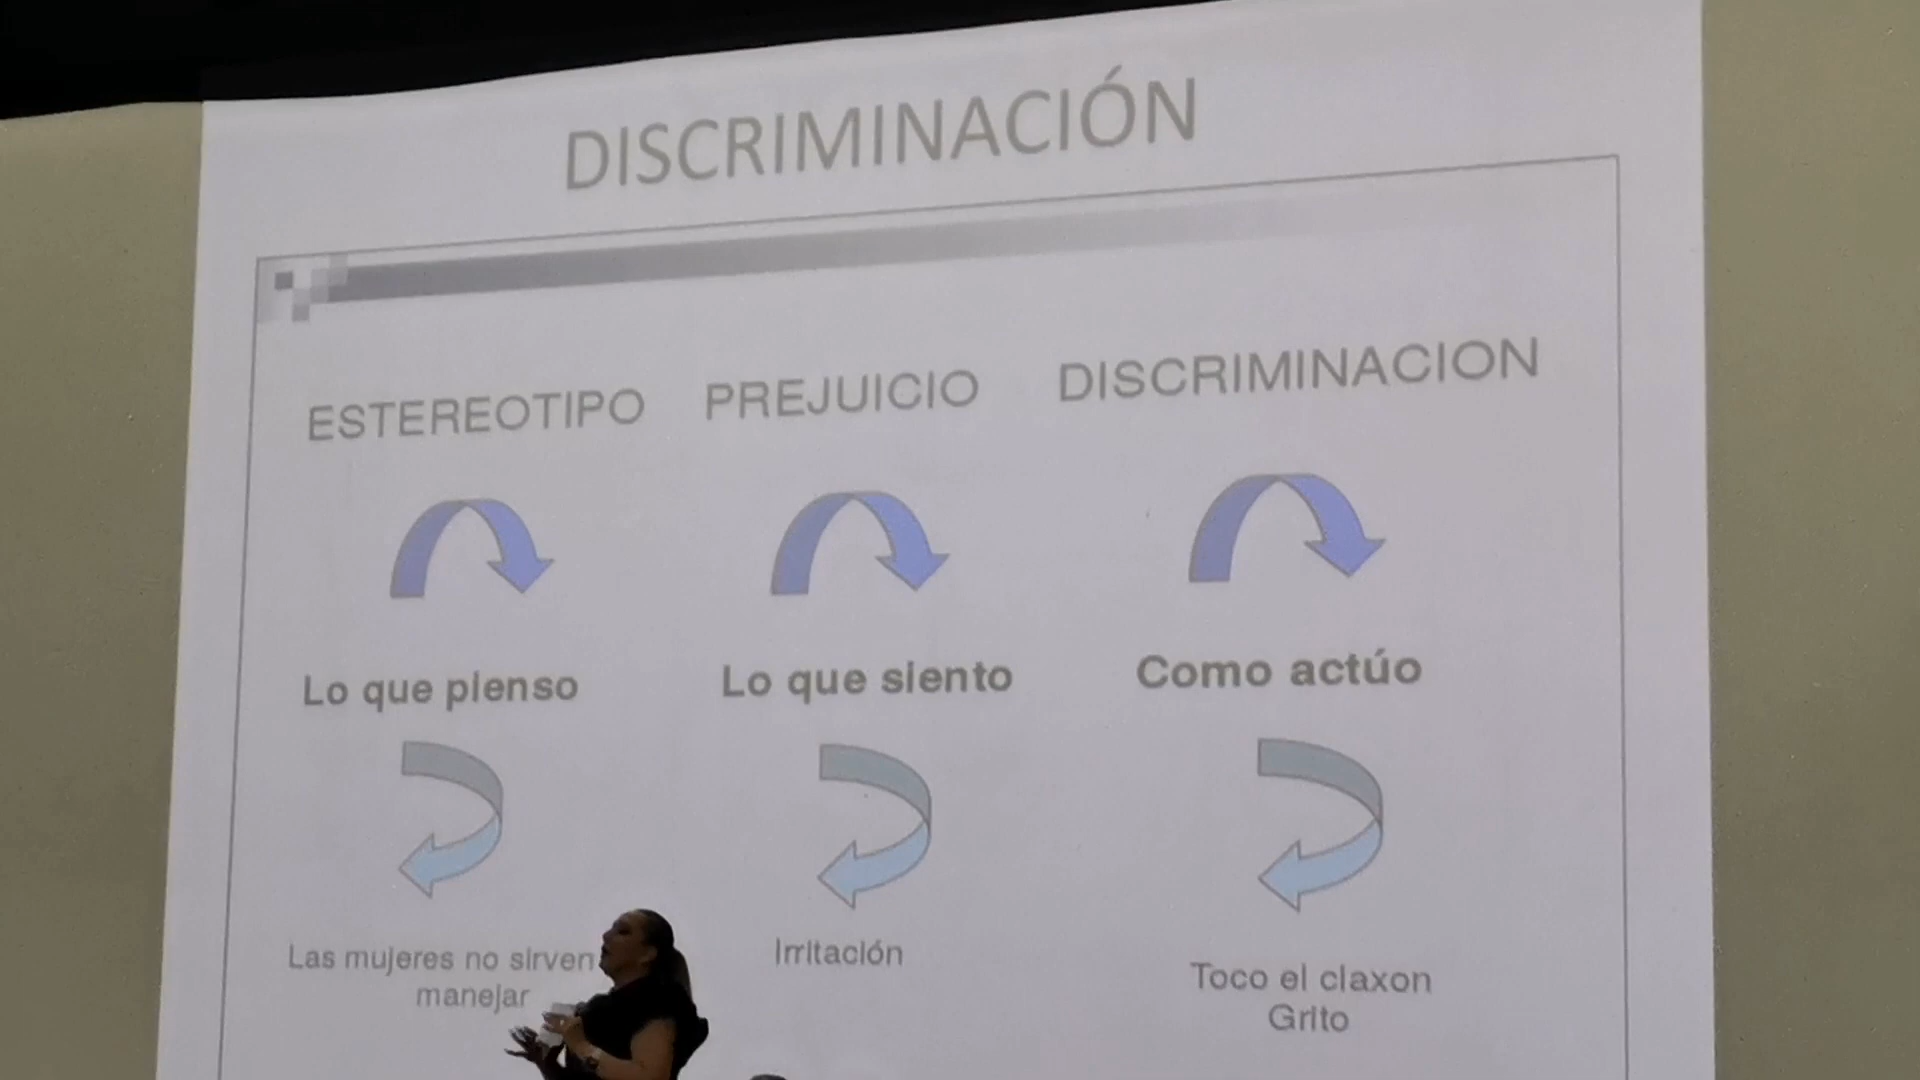 DISCRIMINACIÓN
ESTEREOTIPO PREJUICIO DISCRIMINACION
Lo que pienso Lo que siento Como actúo
Las mujeres no sirven
manejar
Irritación
Toco el claxon
Grito